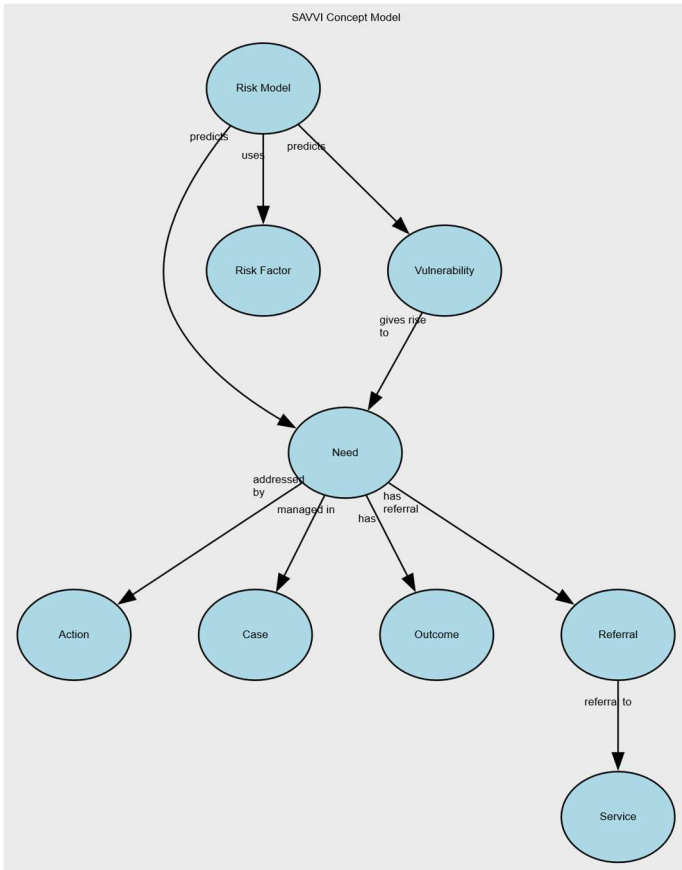 SAVVI Concept Model
Risk Model
predicts
uses
predicts
Risk Factor
Vulnerability
gives rise
to
Need
addressed
by
managed in
has
has
referral
Action
Case
Outcome
Referral
referral to
Service